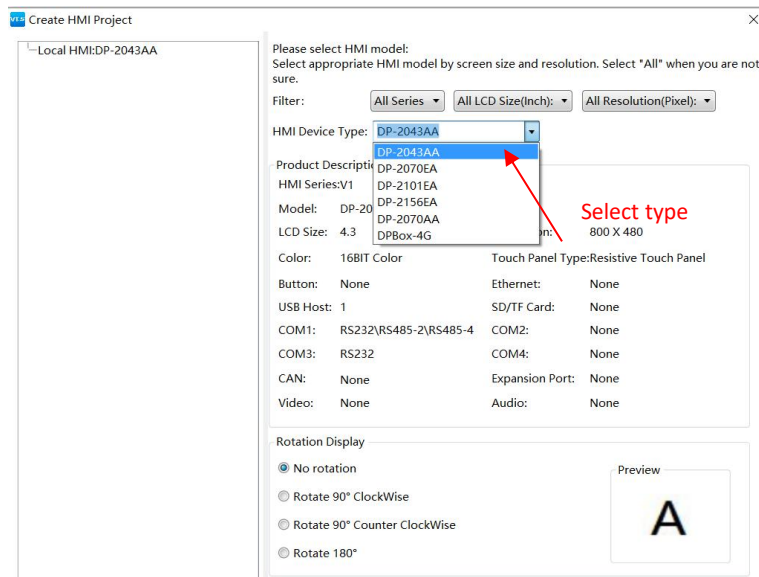 VES Create HMI Project
Local HMI:DP-2043AA
Please select HMI model:
Select appropriate HMI model by screen size and resolution. Select "All" when you are not
sure.
Filter: All Series All LCD Size(Inch): All Resolution(Pixel):
HMI Device Type: DP-2043AA
DP-2043AA
DP-2070EA
DP-2101EA
DP-2156EA
DP-2070AA
DPBox-4G
Select type
Product Descripti
HMI Series:V1
Model: DP-20
LCD Size: 4.3 on: 800 X 480
Color: 16BIT Color Touch Panel Type:Resistive Touch Panel
Button: None Ethernet: None
USB Host: 1 SD/TF Card: None
COM1: RS232\RS485-2\RS485-4 COM2: None
COM3: RS232 COM4: None
CAN: None Expansion Port: None
Video: None Audio: None
Rotation Display
No rotation
Rotate 90° ClockWise
Rotate 90° Counter ClockWise
Rotate 180°
Preview
A